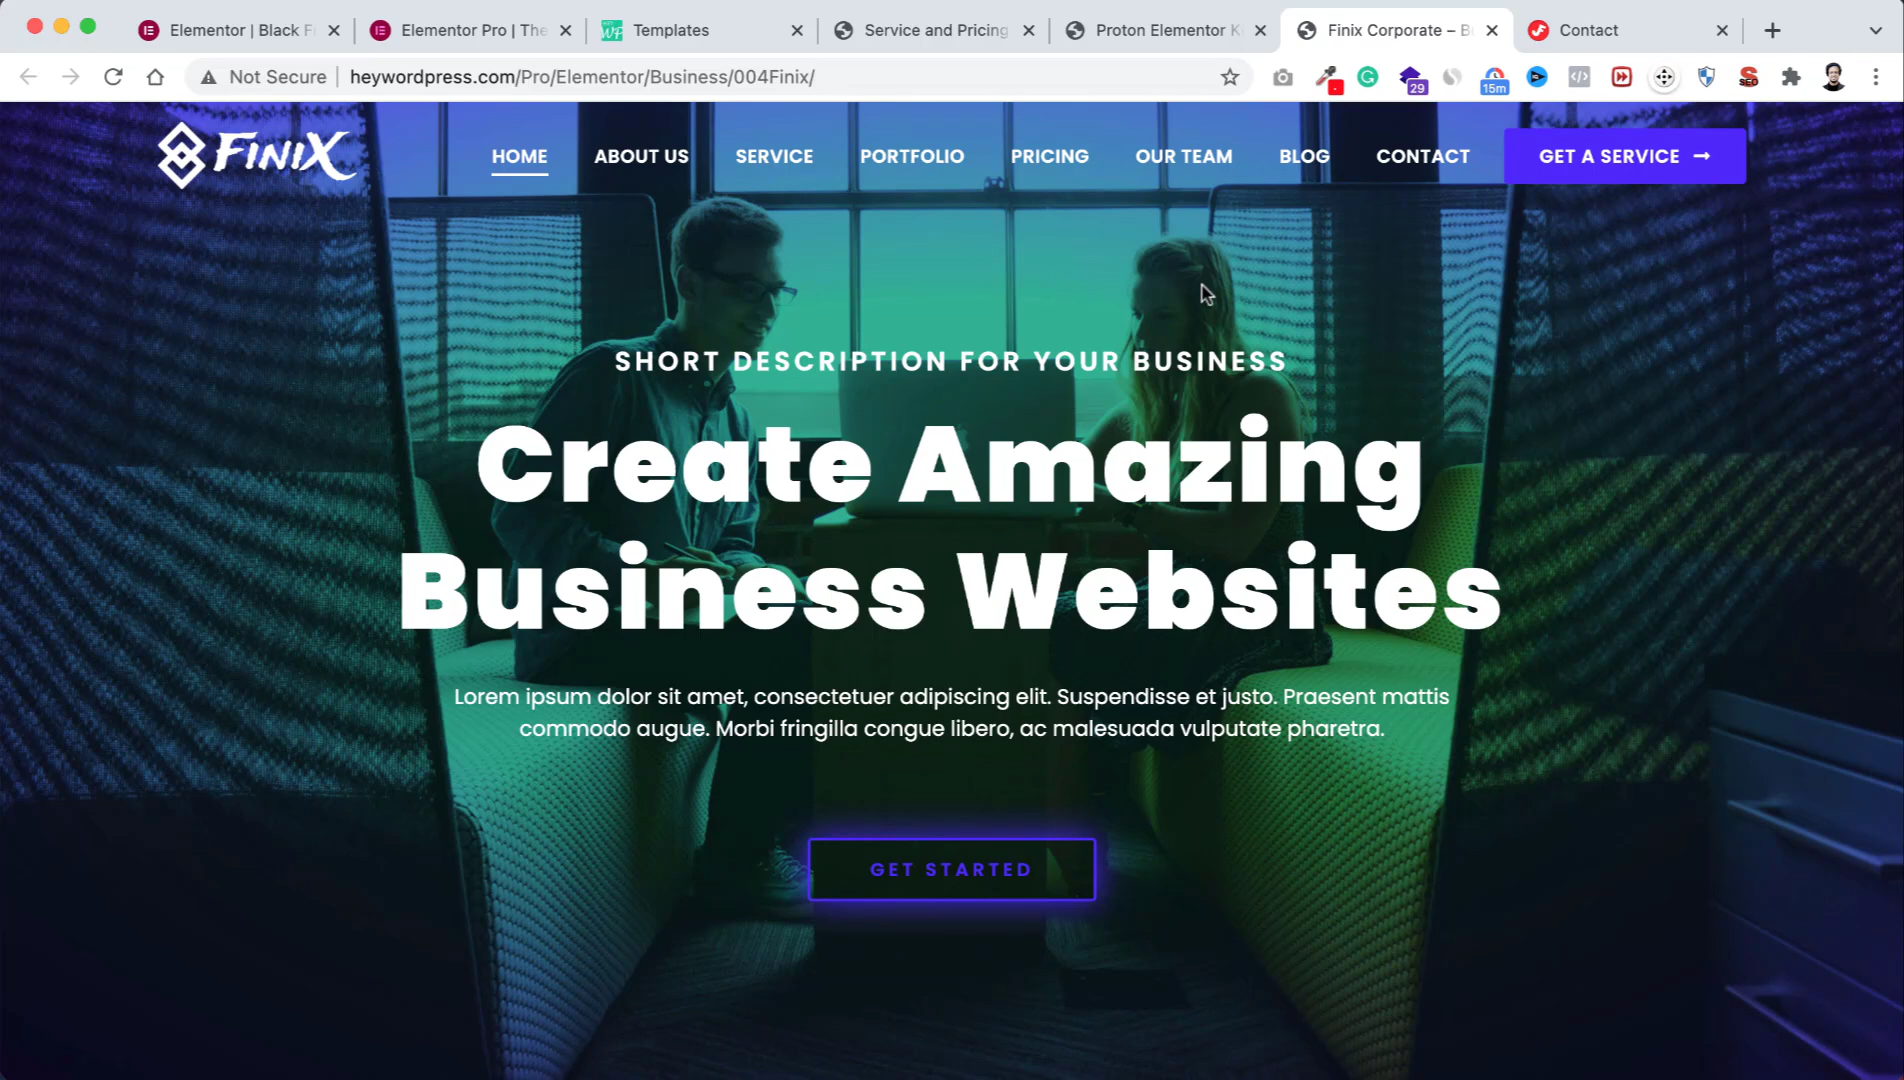 Elementor | Black F
Elementor Pro | The
Templates
Service and Pricing
Proton Elementor K
Finix Corporate – B
Contact
Not Secure
heywordpress.com/Pro/Elementor/Business/004Finix/
29
15m
SEO
FINIX
HOME
ABOUT US
SERVICE
PORTFOLIO
PRICING
OUR TEAM
BLOG
CONTACT
GET A SERVICE →
SHORT DESCRIPTION FOR YOUR BUSINESS
Create Amazing
Business Websites
Lorem ipsum dolor sit amet, consectetuer adipiscing elit. Suspendisse et justo. Praesent mattis
commodo augue. Morbi fringilla congue libero, ac malesuada vulputate pharetra.
GET STARTED